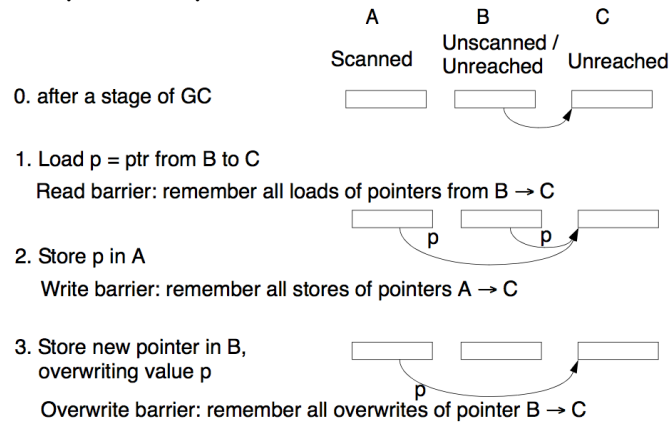 A B C
Scanned Unscanned / Unreached Unreached
0. after a stage of GC
1. Load p = ptr from B to C
Read barrier: remember all loads of pointers from B → C
p p
2. Store p in A
Write barrier: remember all stores of pointers A → C
3. Store new pointer in B,
overwriting value p
p
Overwrite barrier: remember all overwrites of pointer B → C